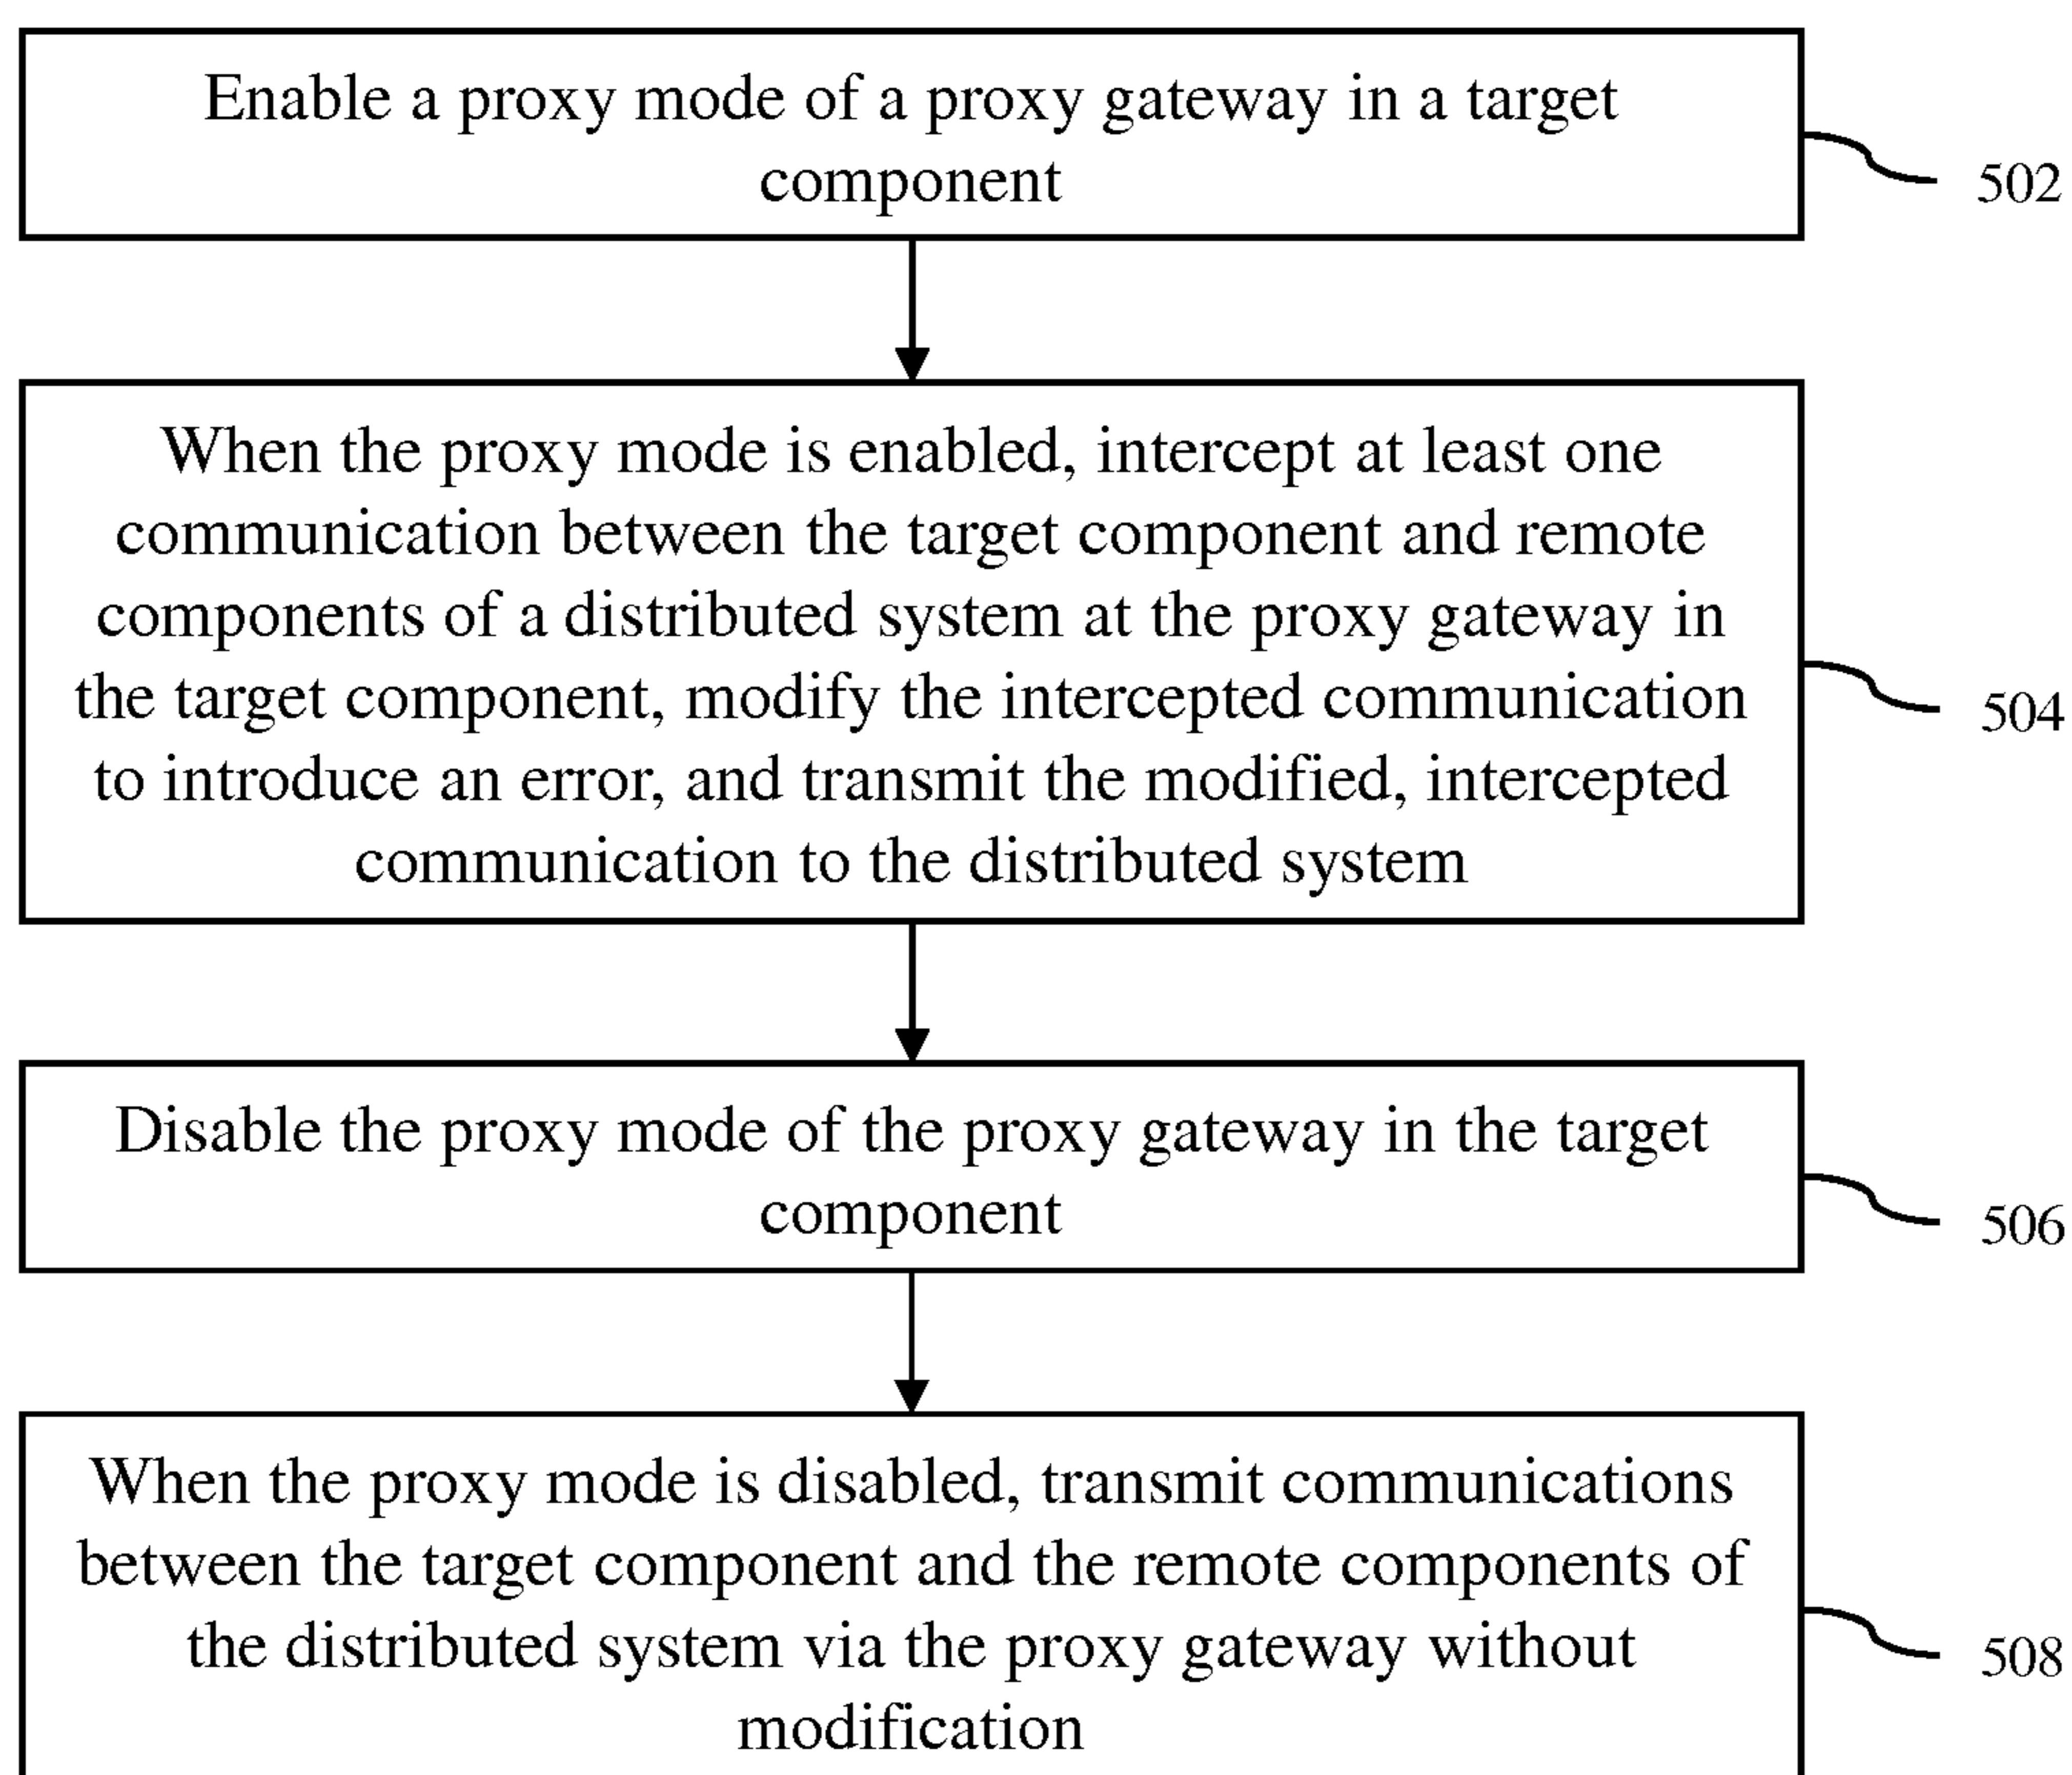 Enable a proxy mode of a proxy gateway in a target
component
502
When the proxy mode is enabled, intercept at least one
communication between the target component and remote
components of a distributed system at the proxy gateway in
the target component, modify the intercepted communication
to introduce an error, and transmit the modified, intercepted
communication to the distributed system
504
Disable the proxy mode of the proxy gateway in the target
component
506
When the proxy mode is disabled, transmit communications
between the target component and the remote components of
the distributed system via the proxy gateway without
modification
508